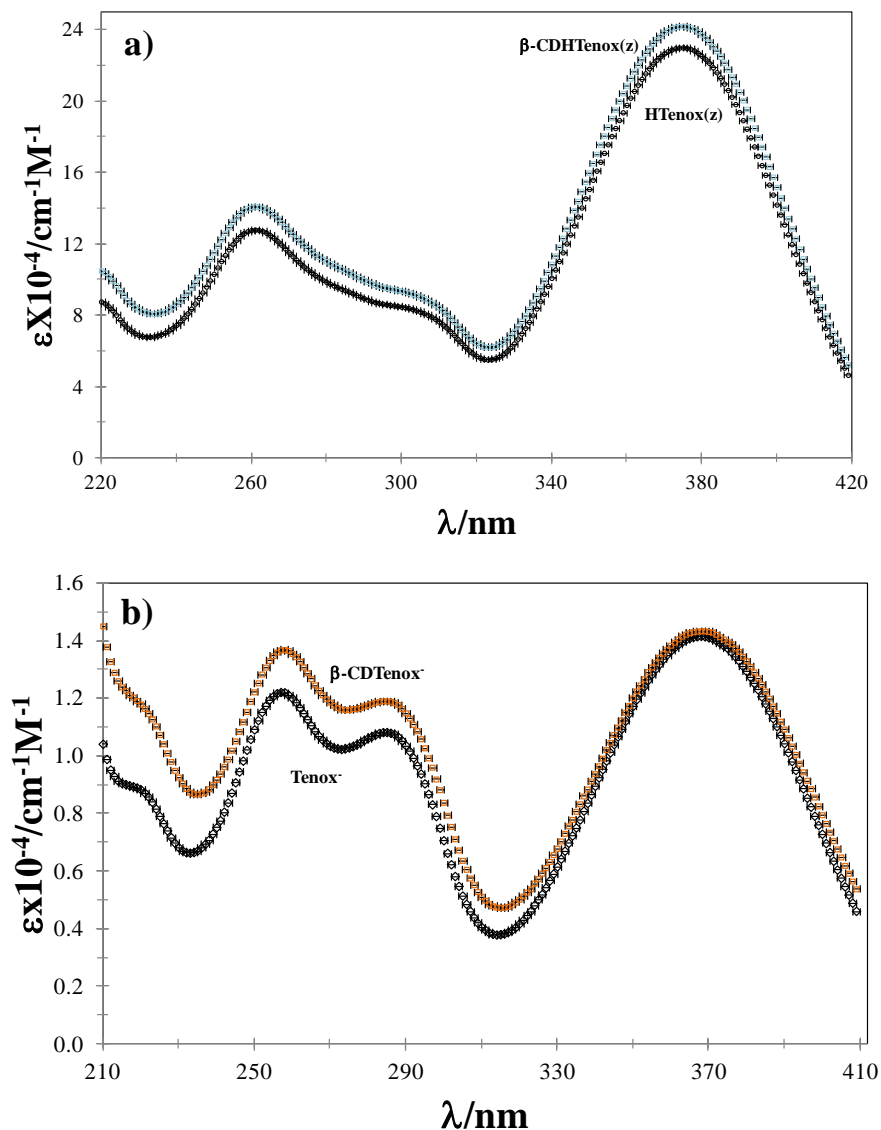 a)
β-CDHTenox(z)
HTenox(z)
εX10⁻⁴/cm⁻¹M⁻¹
24
20
16
12
8
4
0
220 260 300 340 380 420
λ/nm
b)
β-CDTenox⁻
Tenox⁻
εx10⁻⁴/cm⁻¹M⁻¹
1.6
1.4
1.2
1.0
0.8
0.6
0.4
0.2
0.0
210 250 290 330 370 410
λ/nm